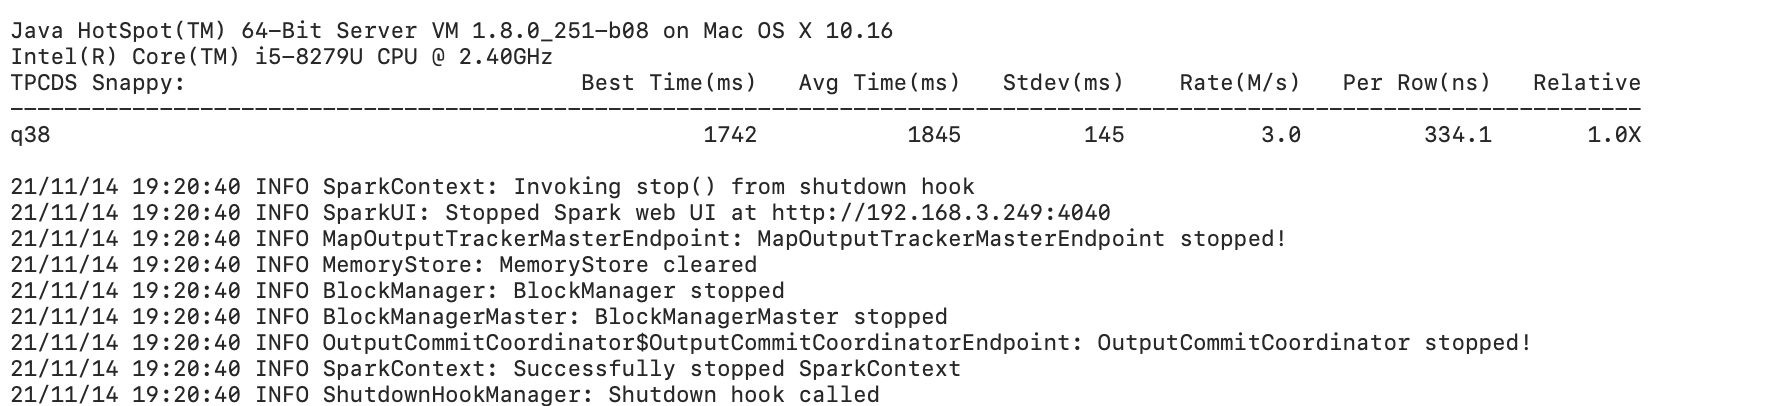 Java HotSpot(TM) 64-Bit Server VM 1.8.0_251-b08 on Mac OS X 10.16
Intel(R) Core(TM) i5-8279U CPU @ 2.40GHz
TPCDS Snappy:                             Best Time(ms)   Avg Time(ms)   Stdev(ms)    Rate(M/s)   Per Row(ns)   Relative
------------------------------------------------------------------------------------------------------------------------
q38                                                1742           1845         145          3.0         334.1       1.0X
21/11/14 19:20:40 INFO SparkContext: Invoking stop() from shutdown hook
21/11/14 19:20:40 INFO SparkUI: Stopped Spark web UI at http://192.168.3.249:4040
21/11/14 19:20:40 INFO MapOutputTrackerMasterEndpoint: MapOutputTrackerMasterEndpoint stopped!
21/11/14 19:20:40 INFO MemoryStore: MemoryStore cleared
21/11/14 19:20:40 INFO BlockManager: BlockManager stopped
21/11/14 19:20:40 INFO BlockManagerMaster: BlockManagerMaster stopped
21/11/14 19:20:40 INFO OutputCommitCoordinator$OutputCommitCoordinatorEndpoint: OutputCommitCoordinator stopped!
21/11/14 19:20:40 INFO SparkContext: Successfully stopped SparkContext
21/11/14 19:20:40 INFO ShutdownHookManager: Shutdown hook called